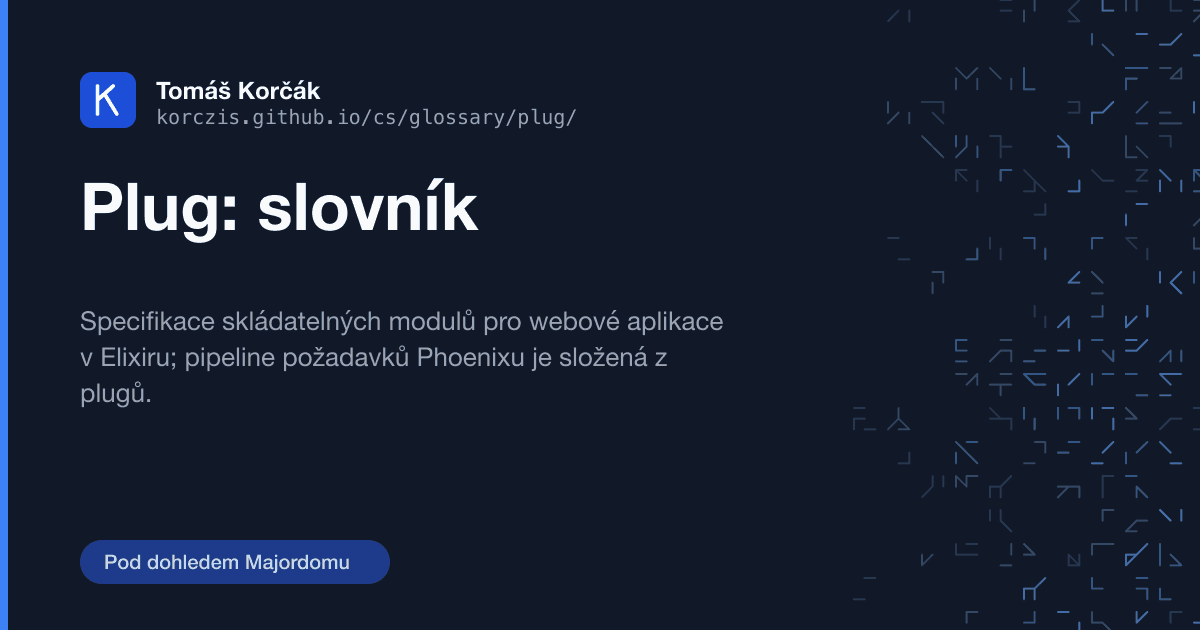 Tomáš Korčák
korczis.github.io/cs/glossary/plug/
Plug: slovník
Specifikace skládatelných modulů pro webové aplikace
v Elixiru; pipeline požadavků Phoenixu je složená z
plugů.
Pod dohledem Majordomu